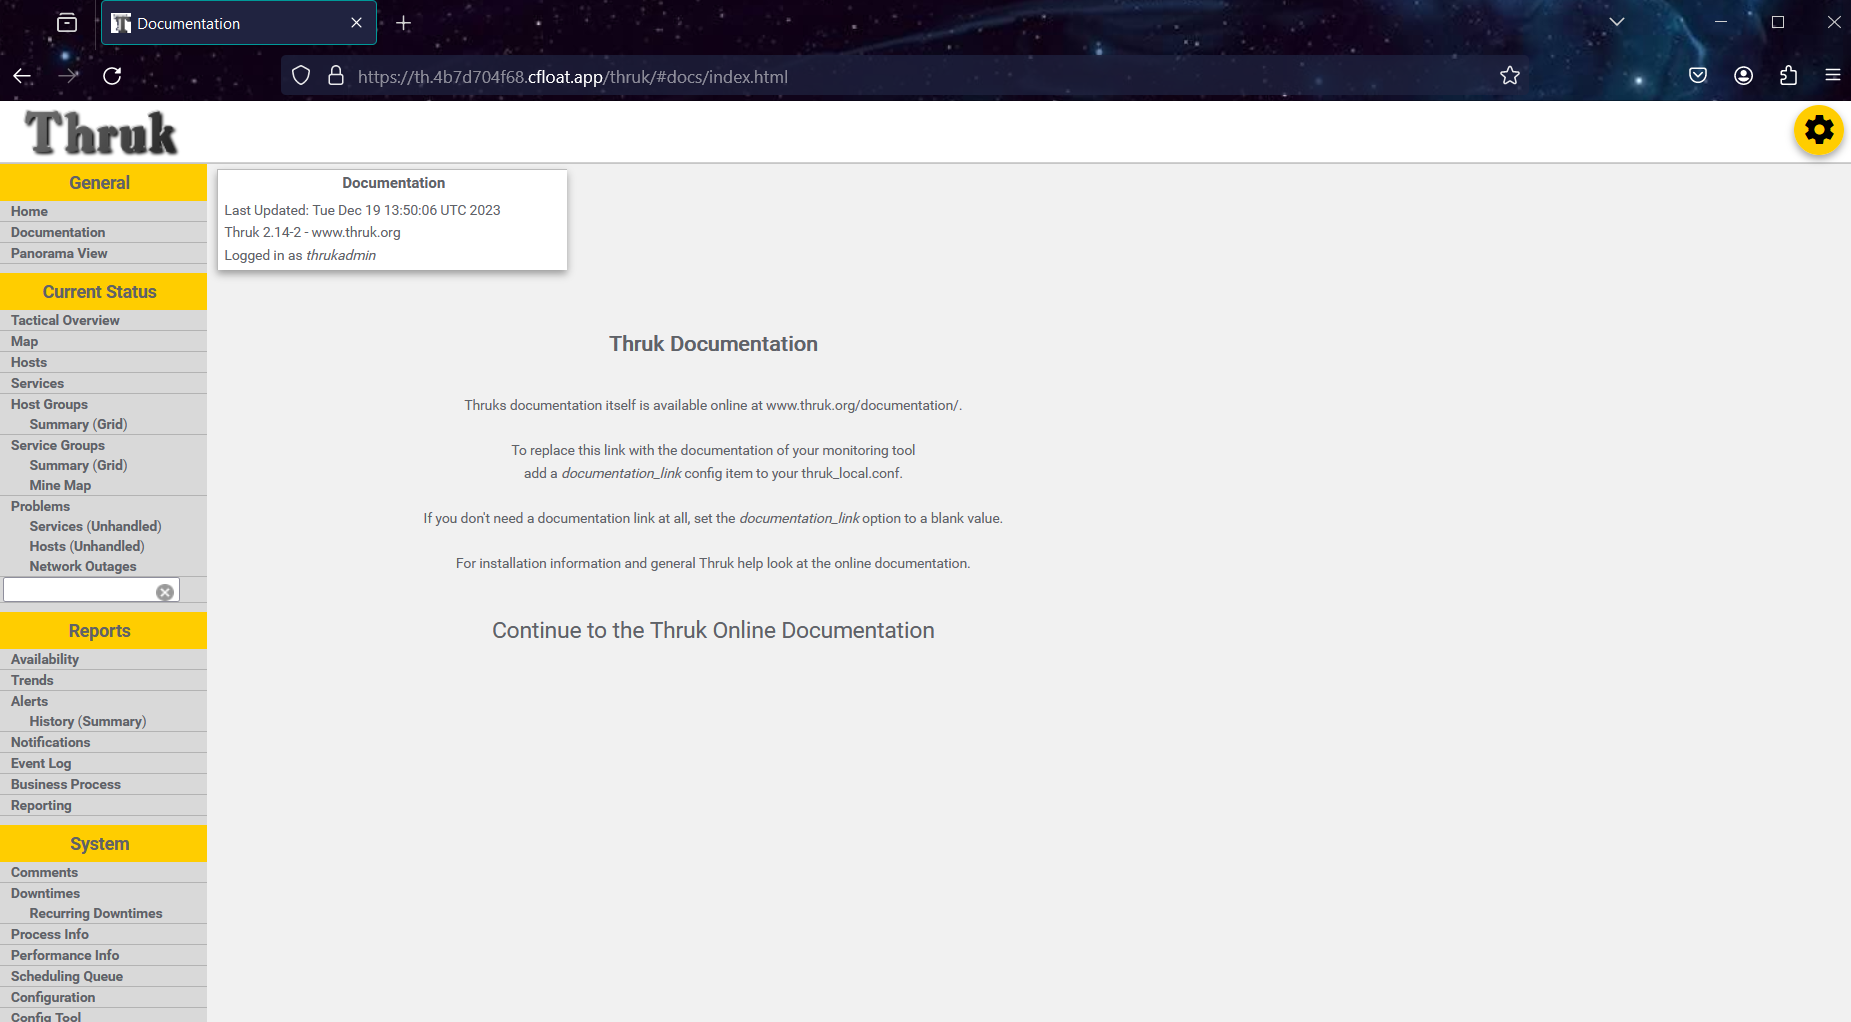 Documentation
https://th.4b7d704f68.cfloat.app/thruk/#docs/index.html
Thruk
General
Home
Documentation
Panorama View
Current Status
Tactical Overview
Map
Hosts
Services
Host Groups
Summary (Grid)
Service Groups
Summary (Grid)
Mine Map
Problems
Services (Unhandled)
Hosts (Unhandled)
Network Outages
Reports
Availability
Trends
Alerts
History (Summary)
Notifications
Event Log
Business Process
Reporting
System
Comments
Downtimes
Recurring Downtimes
Process Info
Performance Info
Scheduling Queue
Configuration
Config Tool
Documentation
Last Updated: Tue Dec 19 13:50:06 UTC 2023
Thruk 2.14-2 - www.thruk.org
Logged in as thrukadmin
Thruk Documentation
Thruks documentation itself is available online at www.thruk.org/documentation/.
To replace this link with the documentation of your monitoring tool
add a documentation_link config item to your thruk_local.conf.
If you don't need a documentation link at all, set the documentation_link option to a blank value.
For installation information and general Thruk help look at the online documentation.
Continue to the Thruk Online Documentation